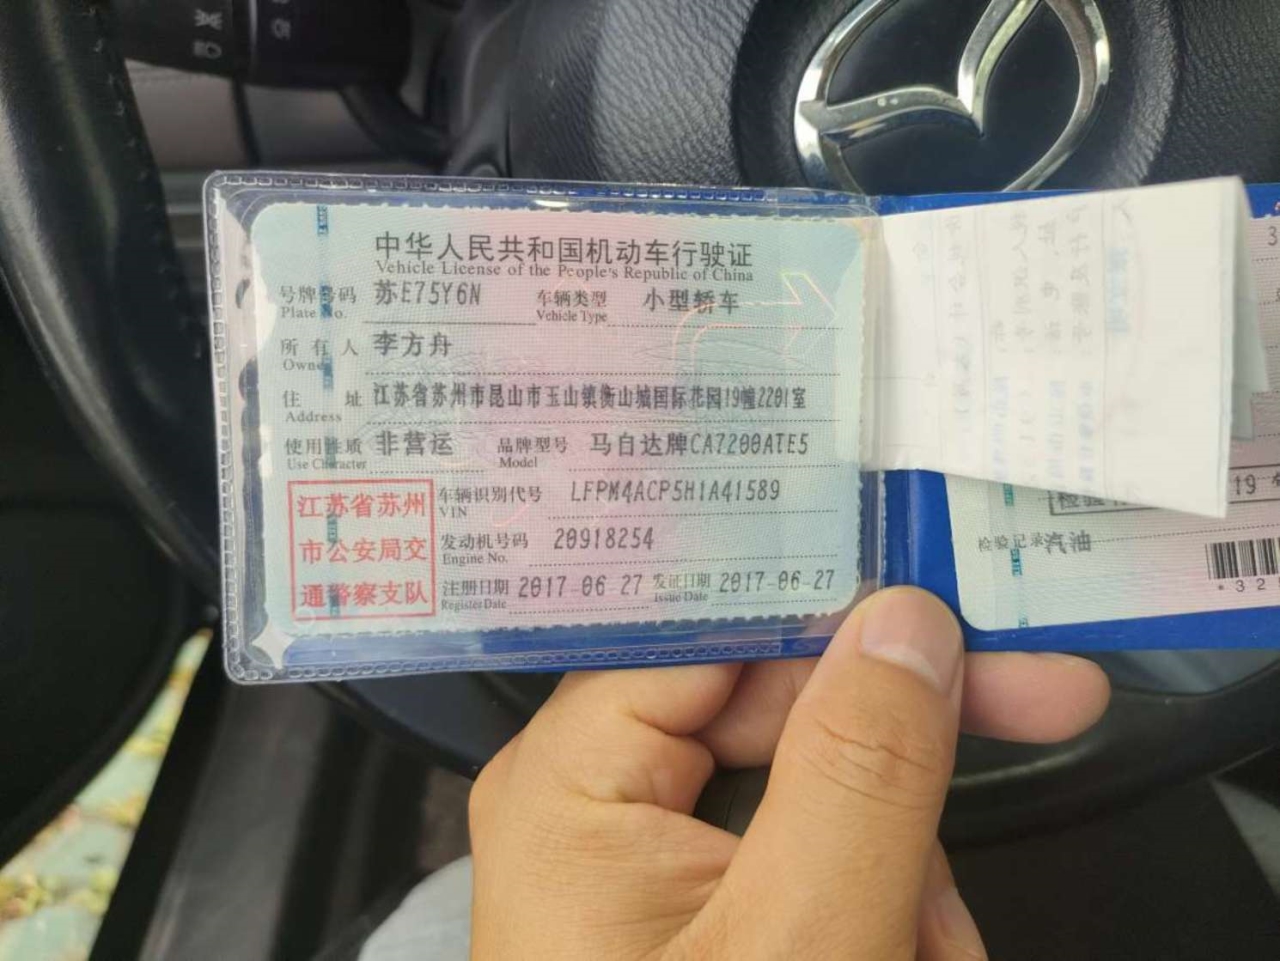 中华人民共和国机动车行驶证
Vehicle License of the People's Republic of China
号牌号码 苏E75Y6N 车辆类型 小型轿车
Plate No. Vehicle Type
所有人 李方舟
Owner
住址 江苏省苏州市昆山市玉山镇衡山城国际花园19幢2201室
Address
使用性质 非营运 品牌型号 马自达牌CA7200ATE5
Use Character Model
江苏省苏州
市公安局交
通警察支队
车辆识别代号 LFPM4ACP5H1A41589
VIN
发动机号码 20918254
Engine No.
注册日期 2017-06-27 发证日期 2017-06-27
Register Date Issue Date
检验
19
检验记录 汽油
*32